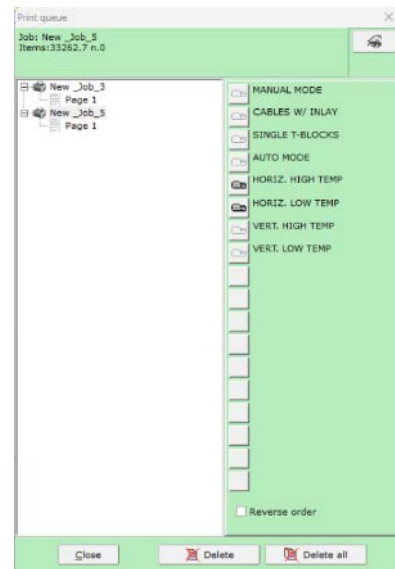 Print queue
Job: New _Job_5
Items:33262.7 n.0
New _Job_3
Page 1
New _Job_5
Page 1
MANUAL MODE
CABLES W/ INLAY
SINGLE T-BLOCKS
AUTO MODE
HORIZ. HIGH TEMP
HORIZ. LOW TEMP
VERT. HIGH TEMP
VERT. LOW TEMP
Reverse order
Close
Delete
Delete all